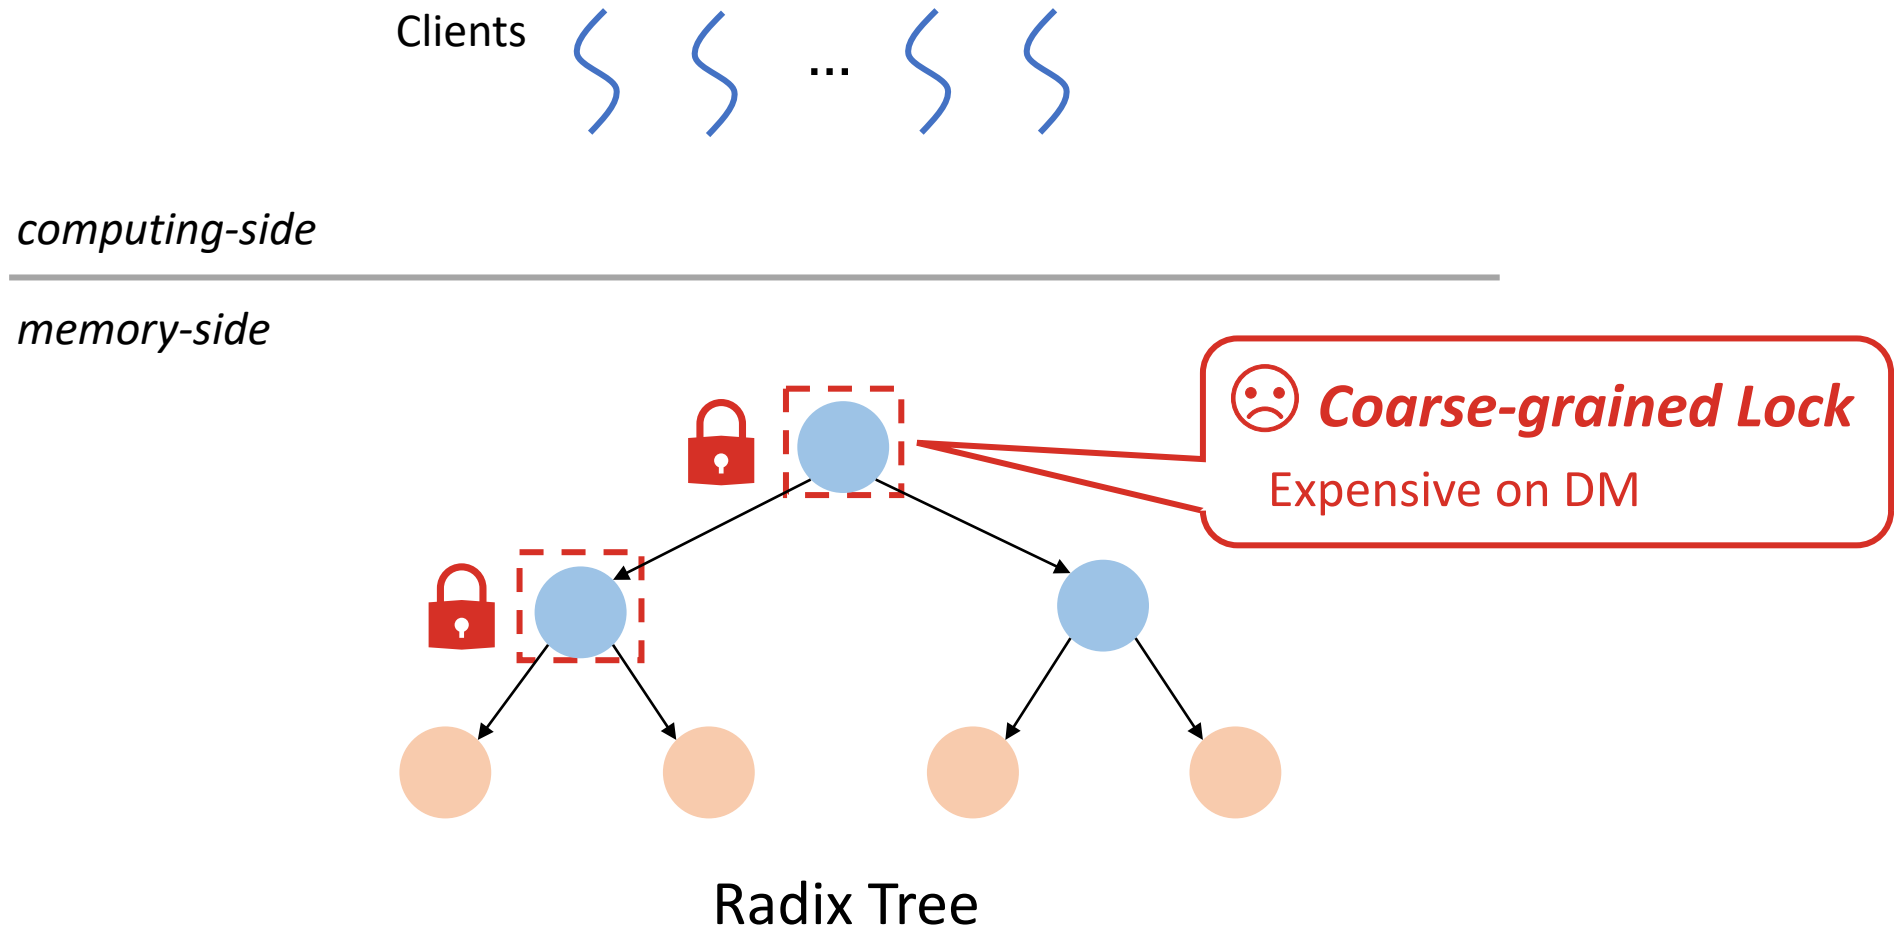 Clients
...
computing-side
memory-side
Coarse-grained Lock
Expensive on DM
Radix Tree